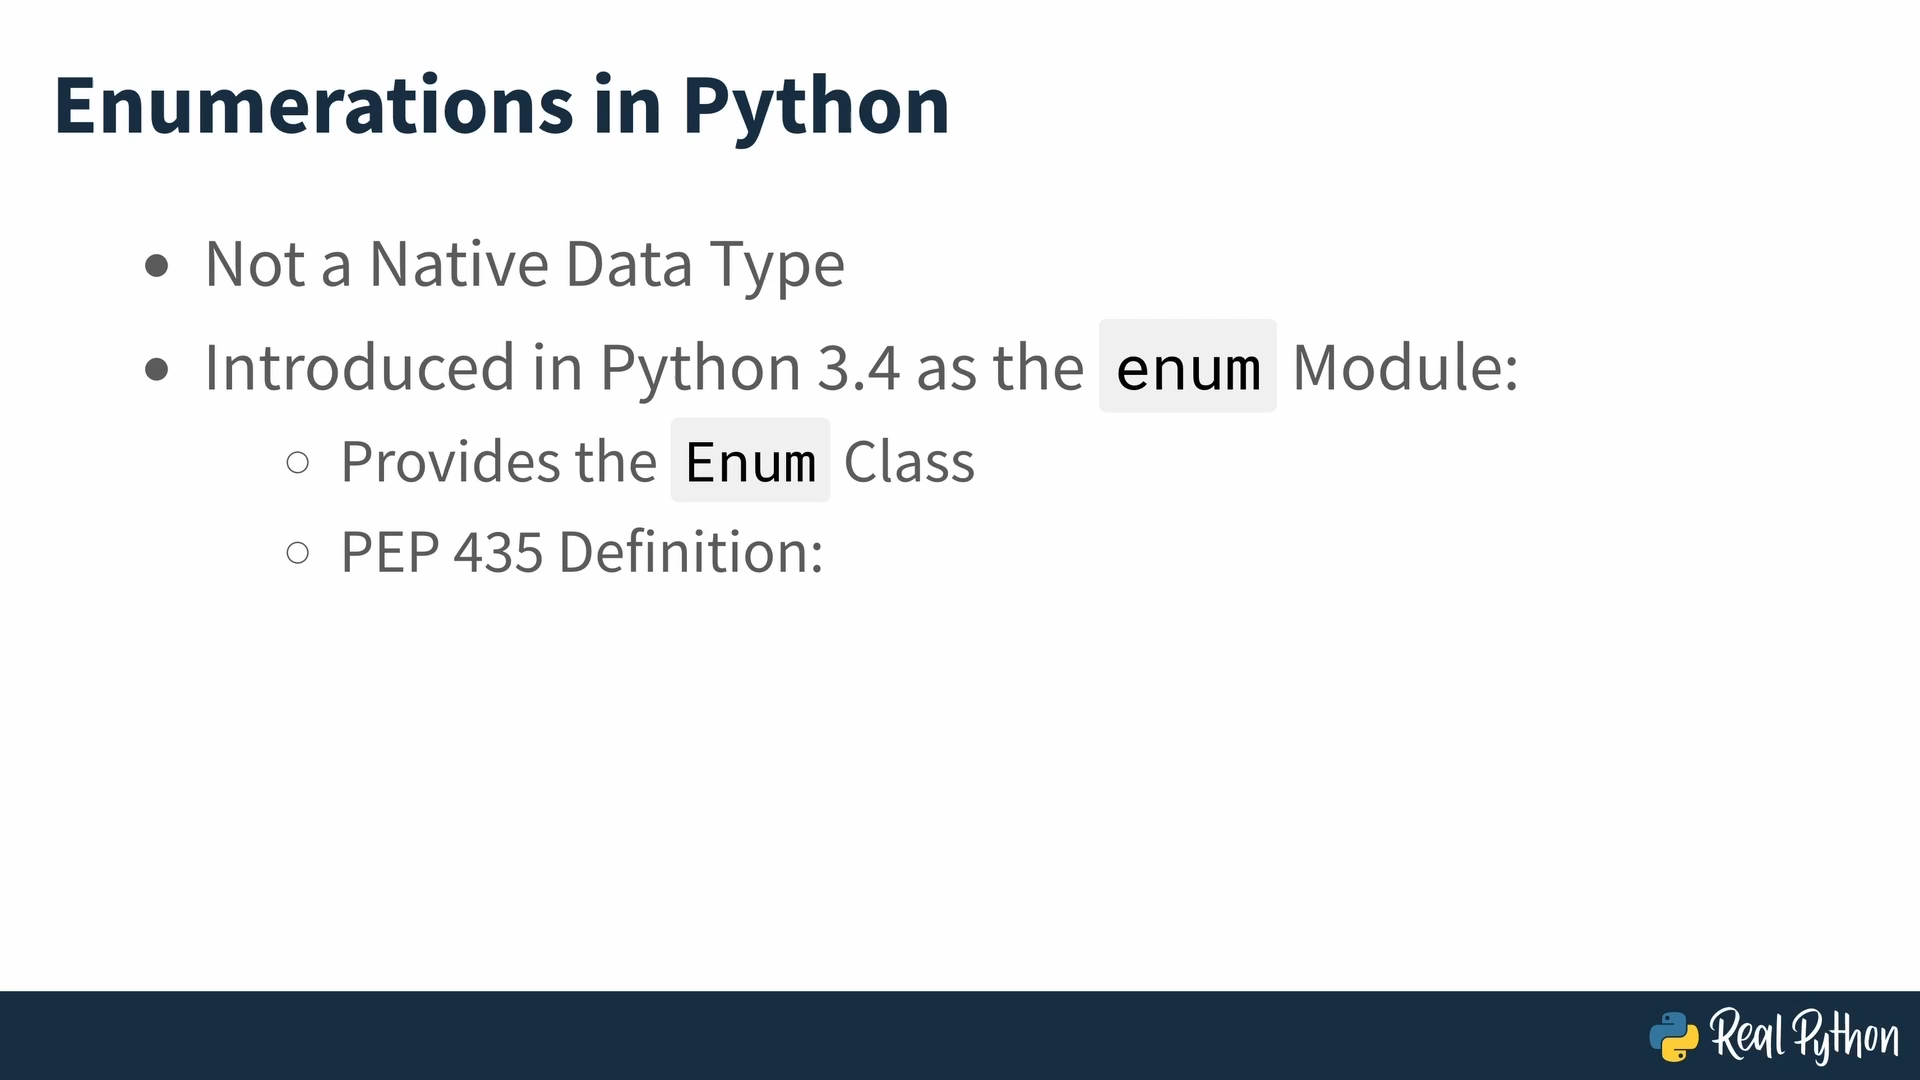 Enumerations in Python
• Not a Native Data Type
• Introduced in Python 3.4 as the enum Module:
○ Provides the Enum Class
○ PEP 435 Definition:
Real Python